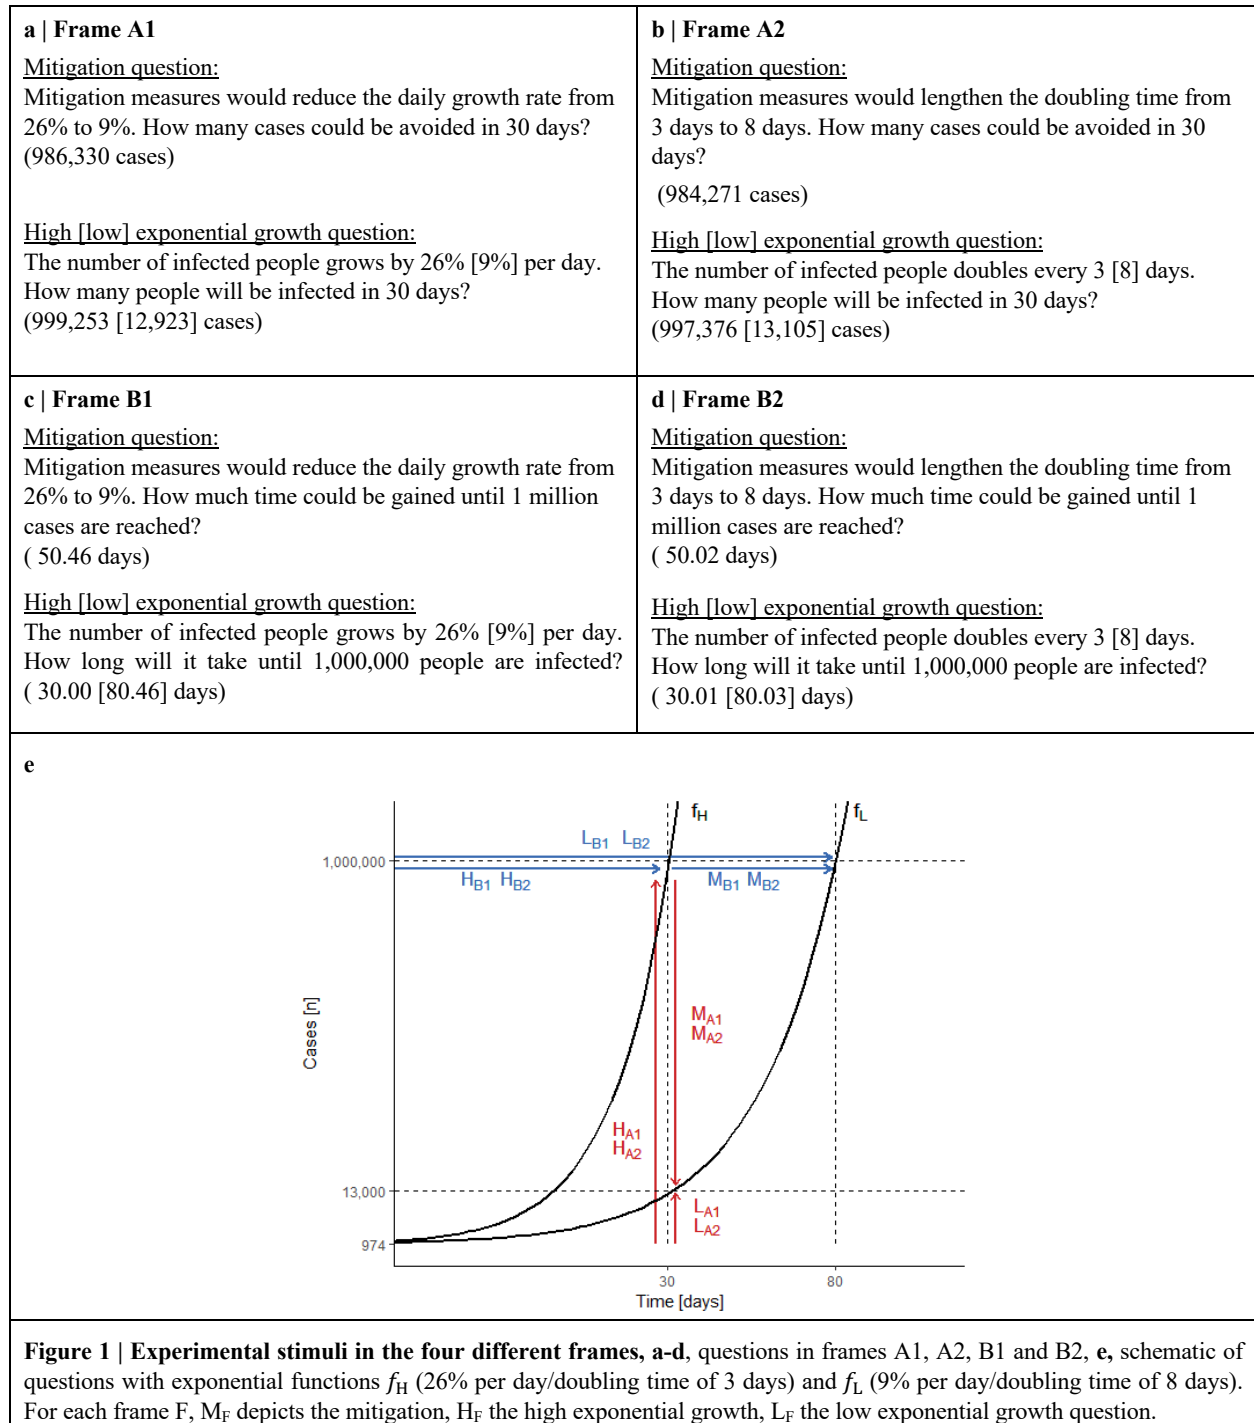 a | Frame A1
Mitigation question:
Mitigation measures would reduce the daily growth rate from
26% to 9%. How many cases could be avoided in 30 days?
(986,330 cases)
High [low] exponential growth question:
The number of infected people grows by 26% [9%] per day.
How many people will be infected in 30 days?
(999,253 [12,923] cases)
b | Frame A2
Mitigation question:
Mitigation measures would lengthen the doubling time from
3 days to 8 days. How many cases could be avoided in 30
days?
(984,271 cases)
High [low] exponential growth question:
The number of infected people doubles every 3 [8] days.
How many people will be infected in 30 days?
(997,376 [13,105] cases)
c | Frame B1
Mitigation question:
Mitigation measures would reduce the daily growth rate from
26% to 9%. How much time could be gained until 1 million
cases are reached?
( 50.46 days)
High [low] exponential growth question:
The number of infected people grows by 26% [9%] per day.
How long will it take until 1,000,000 people are infected?
( 30.00 [80.46] days)
d | Frame B2
Mitigation question:
Mitigation measures would lengthen the doubling time from
3 days to 8 days. How much time could be gained until 1
million cases are reached?
( 50.02 days)
High [low] exponential growth question:
The number of infected people doubles every 3 [8] days.
How long will it take until 1,000,000 people are infected?
( 30.01 [80.03] days)
e
fH
fL
LB1 LB2
1,000,000
HB1 HB2
MB1 MB2
MA1
MA2
Cases [n]
HA1
HA2
13,000
LA1
LA2
974
30
80
Time [days]
Figure 1 | Experimental stimuli in the four different frames, a-d, questions in frames A1, A2, B1 and B2, e, schematic of
questions with exponential functions fH (26% per day/doubling time of 3 days) and fL (9% per day/doubling time of 8 days).
For each frame F, MF depicts the mitigation, HF the high exponential growth, LF the low exponential growth question.